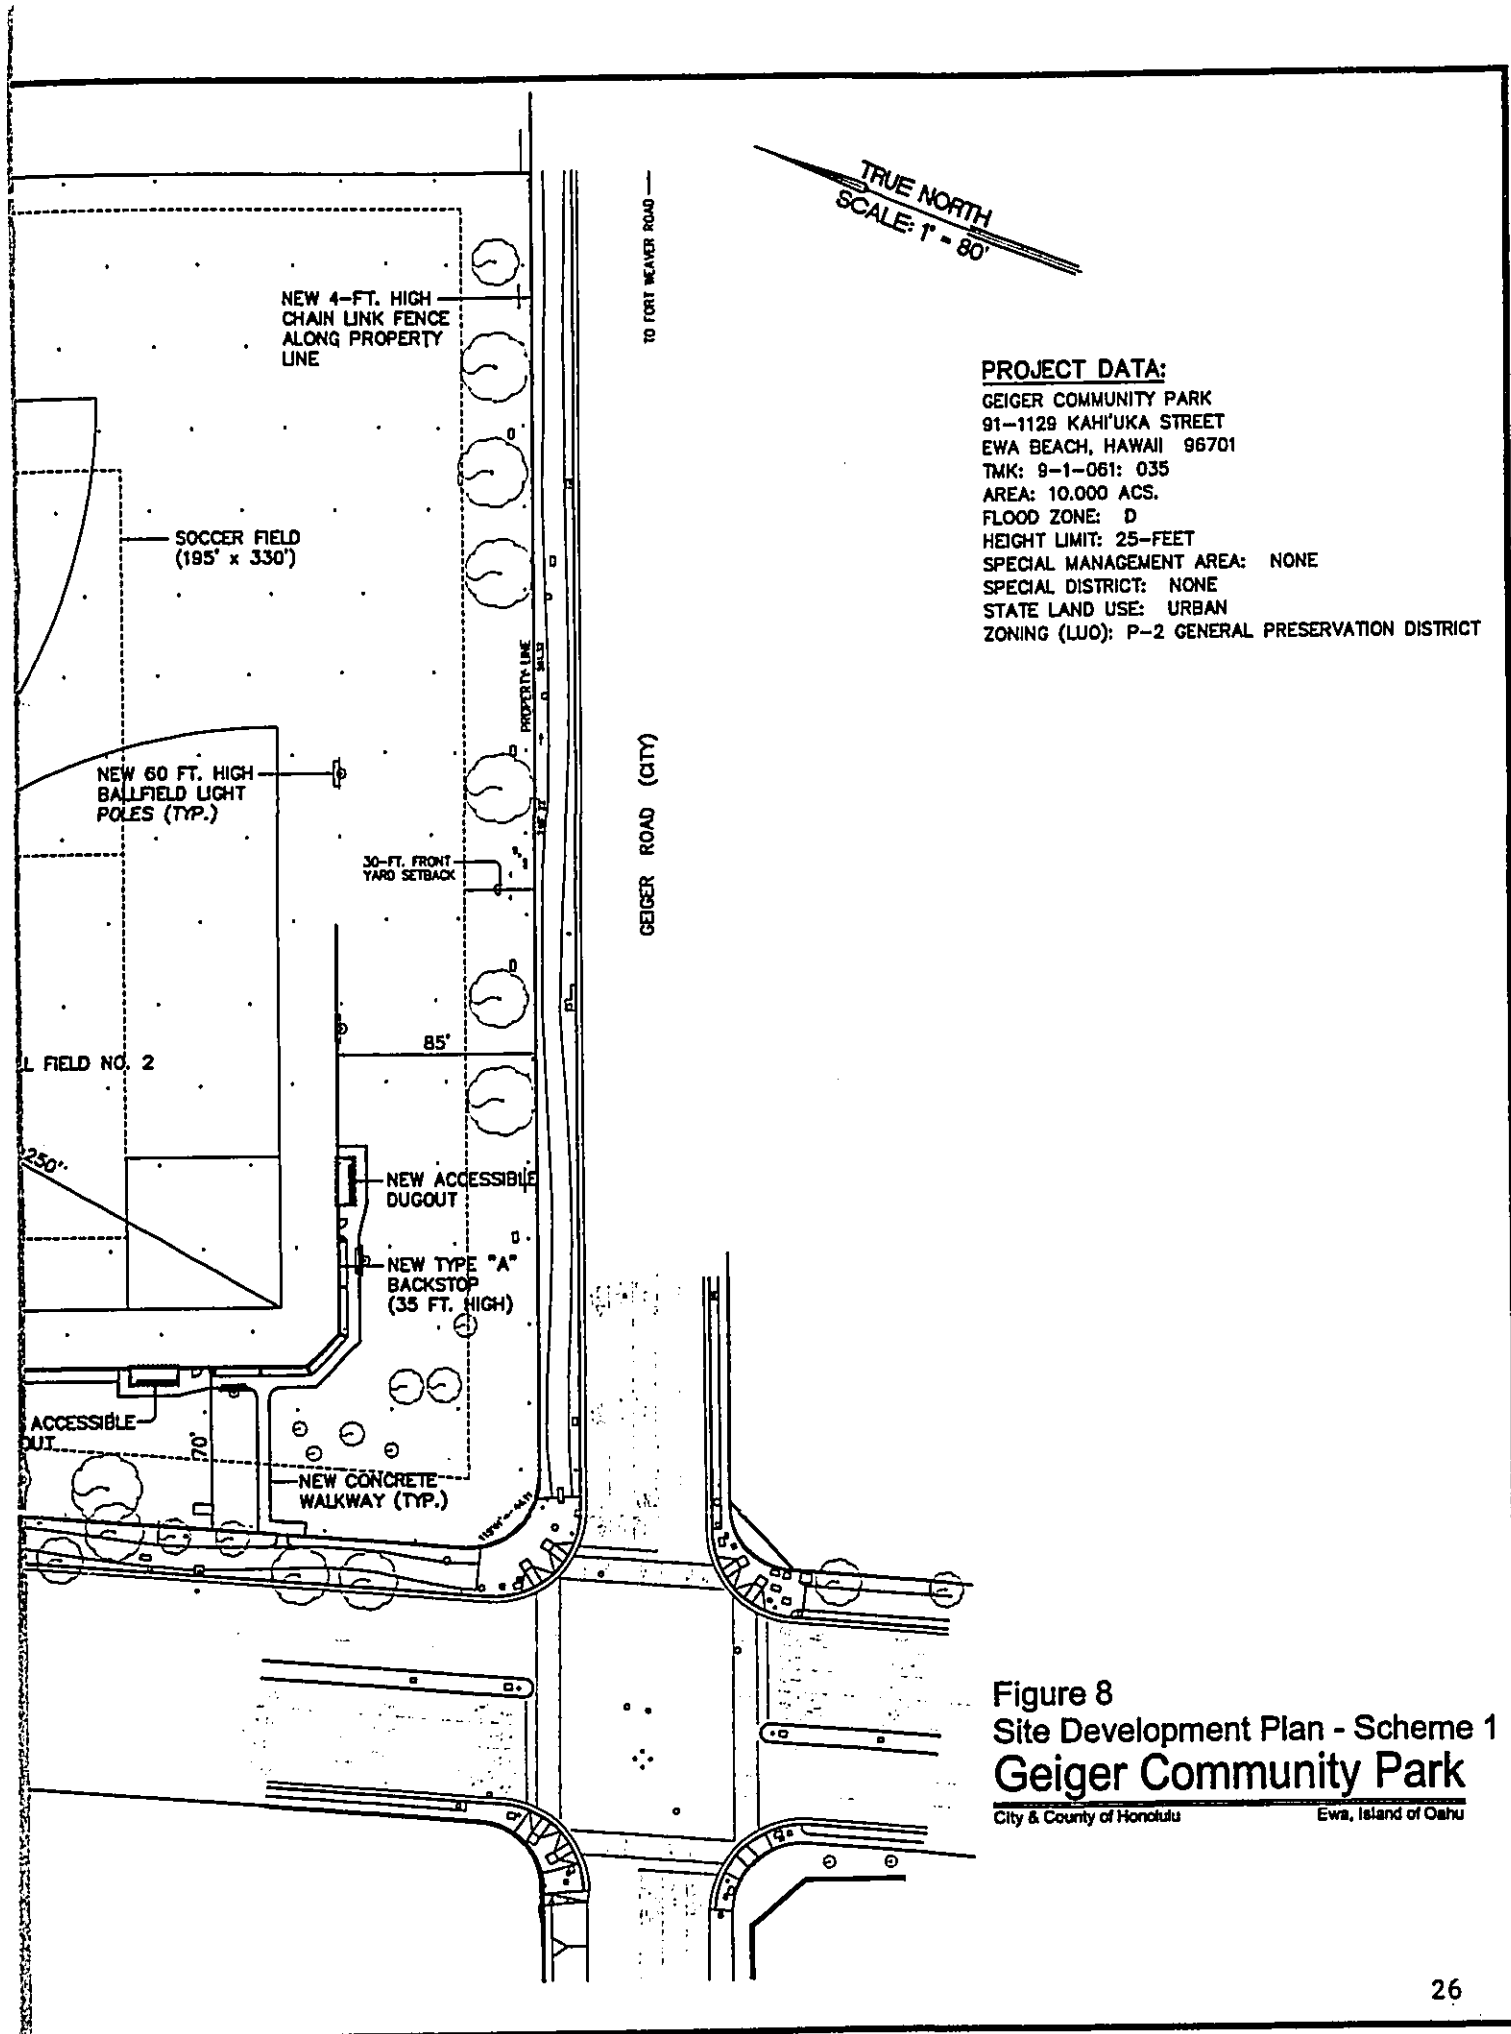 TRUE NORTH
SCALE: 1" = 80'
TO FORT WEAVER ROAD
NEW 4-FT. HIGH
CHAIN LINK FENCE
ALONG PROPERTY
LINE
PROJECT DATA:
GEIGER COMMUNITY PARK
91-1129 KAHI'UKA STREET
EWA BEACH, HAWAII 96701
TMK: 9-1-061: 035
AREA: 10.000 ACS.
FLOOD ZONE: D
HEIGHT LIMIT: 25-FEET
SPECIAL MANAGEMENT AREA: NONE
SPECIAL DISTRICT: NONE
STATE LAND USE: URBAN
ZONING (LUO): P-2 GENERAL PRESERVATION DISTRICT
SOCCER FIELD
(195' x 330')
PROPERTY LINE
NEW 60 FT. HIGH
BALLFIELD LIGHT
POLES (TYP.)
GEIGER ROAD (CITY)
30-FT. FRONT
YARD SETBACK
85'
L FIELD NO. 2
250'
NEW ACCESSIBLE
DUGOUT
NEW TYPE "A"
BACKSTOP
(35 FT. HIGH)
ACCESSIBLE
OUT
70'
NEW CONCRETE
WALKWAY (TYP.)
Figure 8
Site Development Plan - Scheme 1
Geiger Community Park
City & County of Honolulu
Ewa, Island of Oahu
26